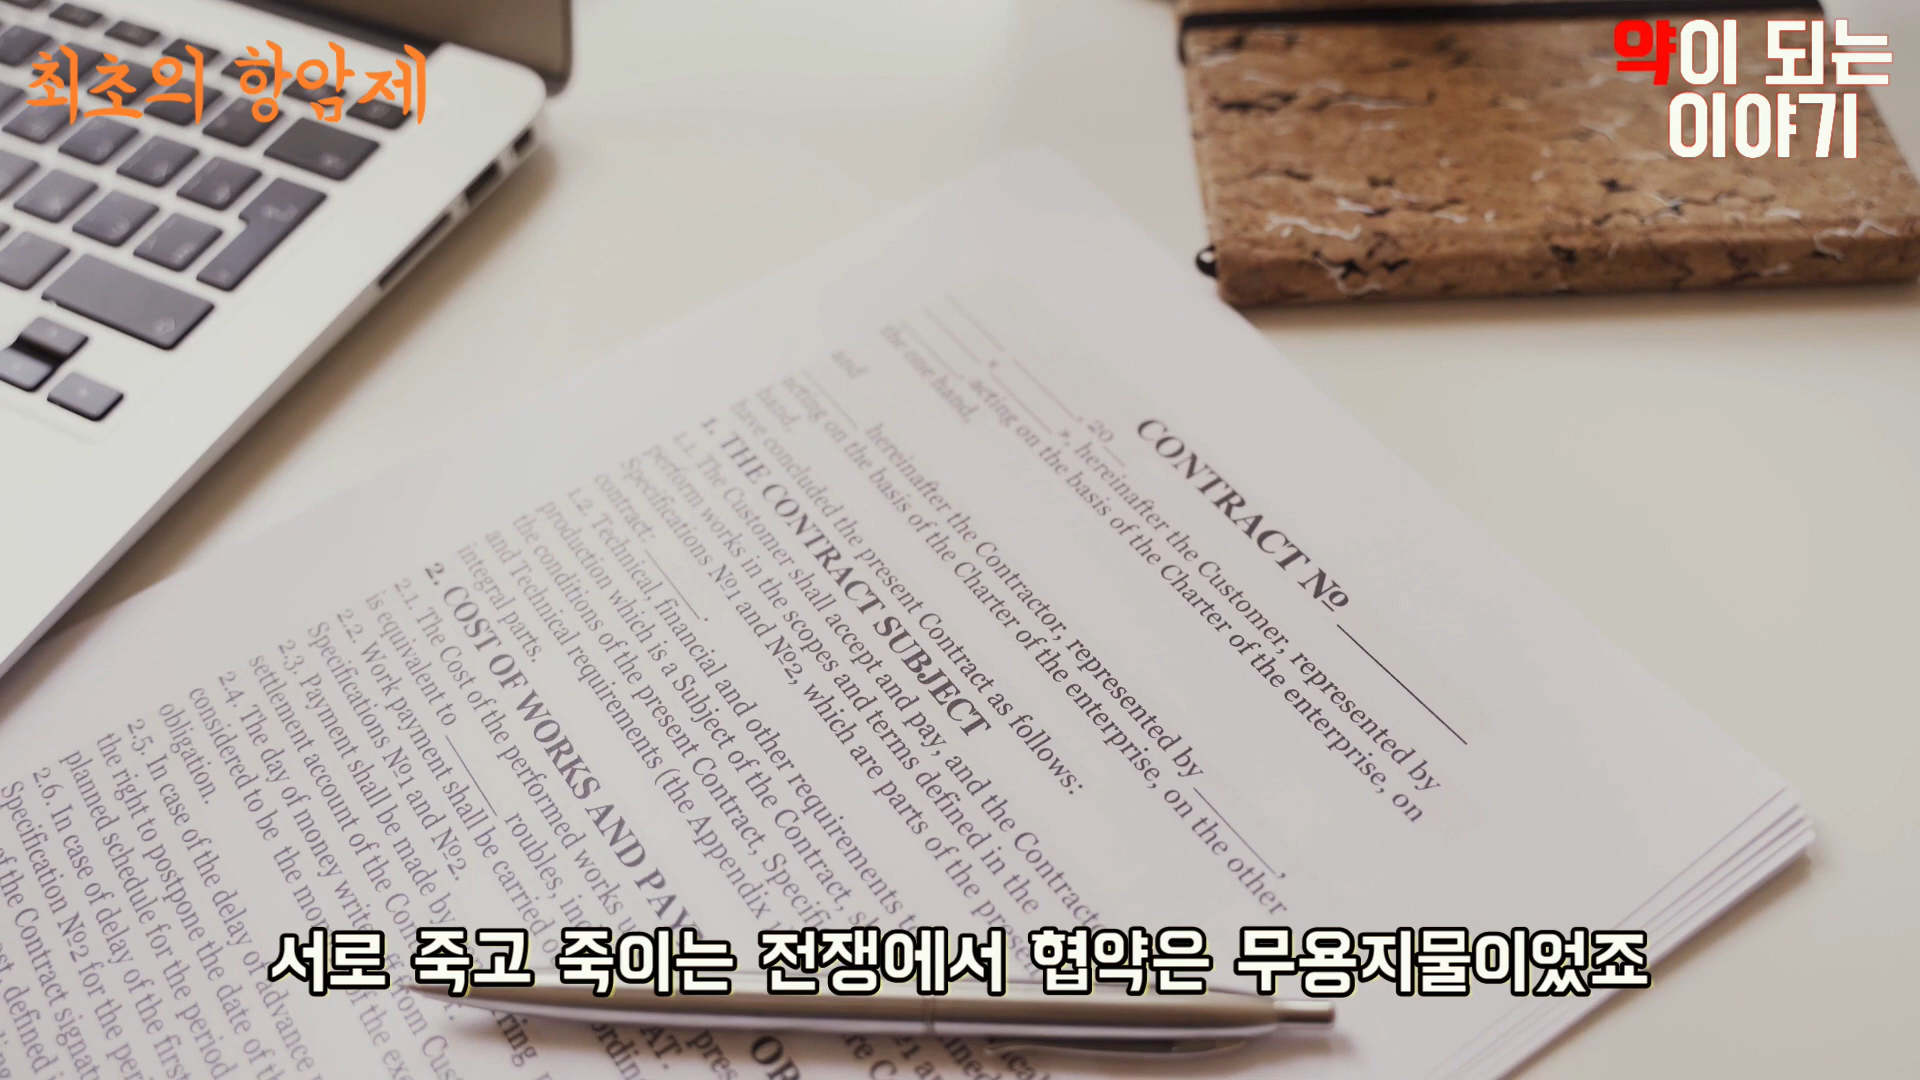 최초의 항암제
약이 되는
이야기
CONTRACT №
20
the one hand,
acting on the basis of the Charter of the enterprise, on
hereinafter the Customer, represented by
and
hereinafter the Contractor, represented by
acting on the basis of the Charter of the enterprise, on the other
hand,
have concluded the present Contract as follows:
1. THE CONTRACT SUBJECT
1.1. The Customer shall accept and pay, and the Contractor
perform works in the scopes and terms defined in the
Specifications №1 and №2, which are parts of the present
contract:
1.2. Technical, financial and other requirements
production which is a Subject of the Contract,
the conditions of the present Contract,
and Technical requirements (the Appendix
integral parts.
2. COST OF WORKS AND
2.1. The Cost of the performed works
is equivalent to roubles,
2.2. Work payment shall be carried
Specifications №1 and №2.
2.3. Payment shall be made by
settlement account of the
2.4. The day of money
considered to be the
obligation.
2.5. In case of the delay of advance
the right to postpone the date of
planned schedule for the period
2.6. In case of delay of the first
Specification №2 for the
of the Contract
서로 죽고 죽이는 전쟁에서 협약은 무용지물이었죠